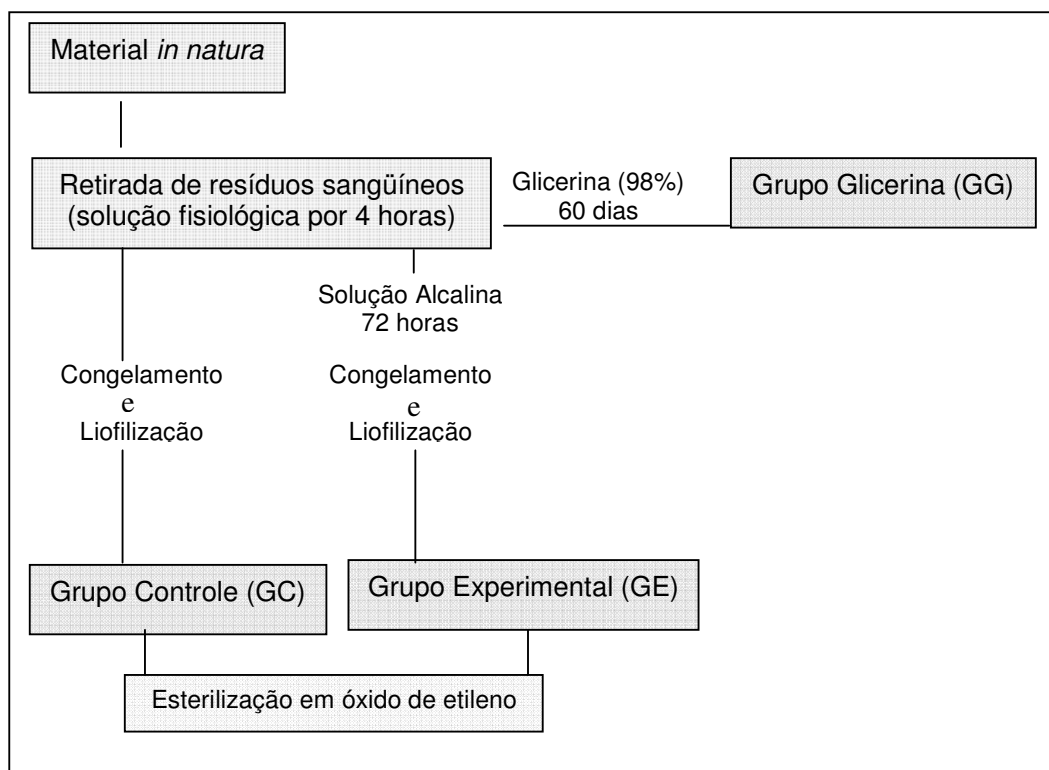 Material in natura
Retirada de resíduos sangüíneos
(solução fisiológica por 4 horas)
Glicerina (98%)
60 dias
Grupo Glicerina (GG)
Solução Alcalina
72 horas
Congelamento
e
Liofilização
Congelamento
e
Liofilização
Grupo Controle (GC)
Grupo Experimental (GE)
Esterilização em óxido de etileno